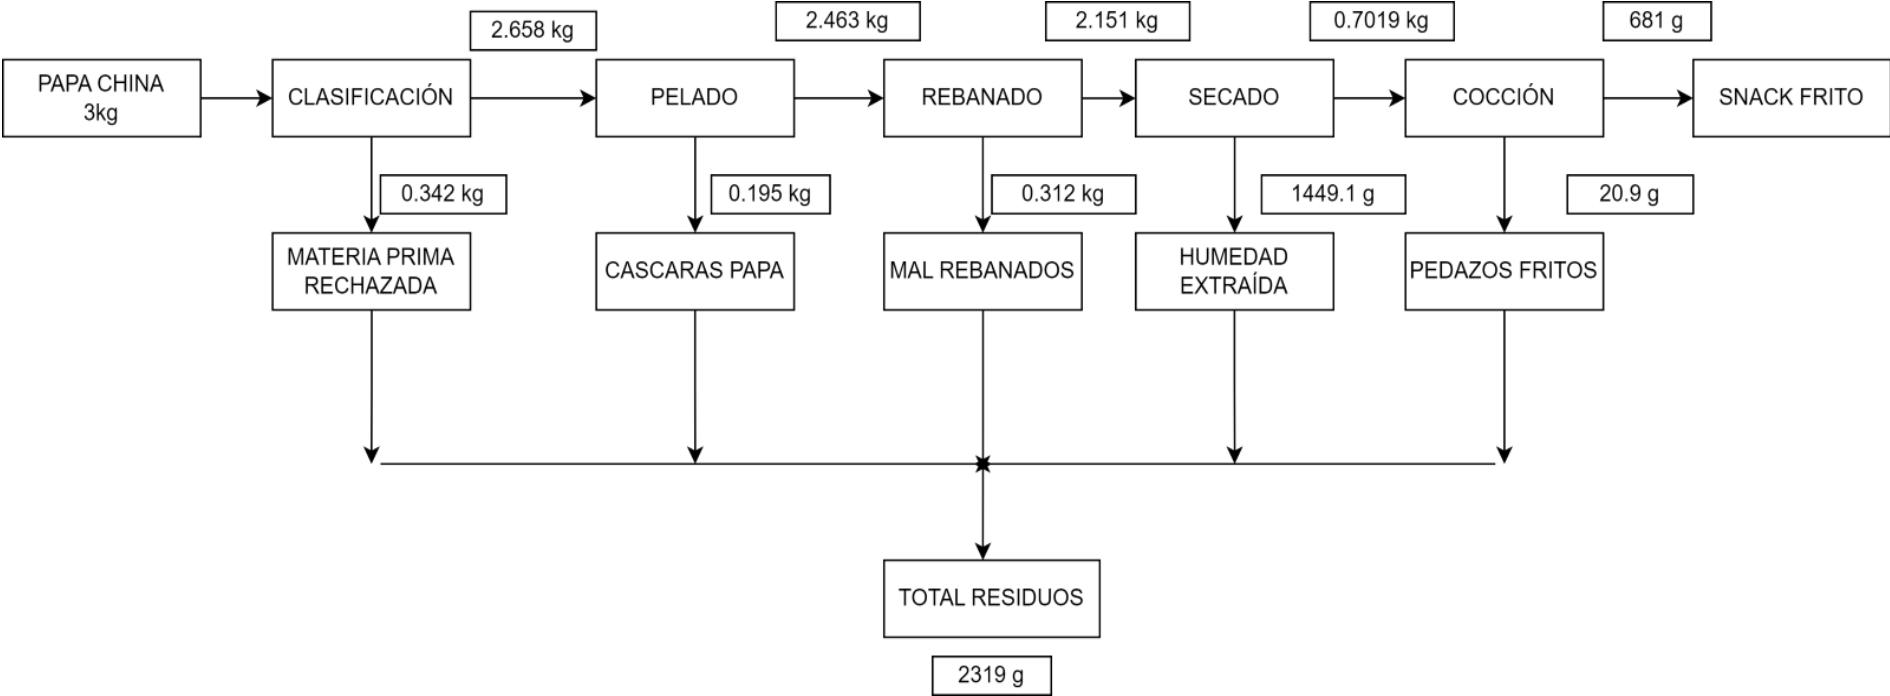 2.658 kg
2.463 kg
2.151 kg
0.7019 kg
681 g
PAPA CHINA
3kg
CLASIFICACIÓN
PELADO
REBANADO
SECADO
COCCIÓN
SNACK FRITO
0.342 kg
0.195 kg
0.312 kg
1449.1 g
20.9 g
MATERIA PRIMA
RECHAZADA
CASCARAS PAPA
MAL REBANADOS
HUMEDAD
EXTRAÍDA
PEDAZOS FRITOS
TOTAL RESIDUOS
2319 g